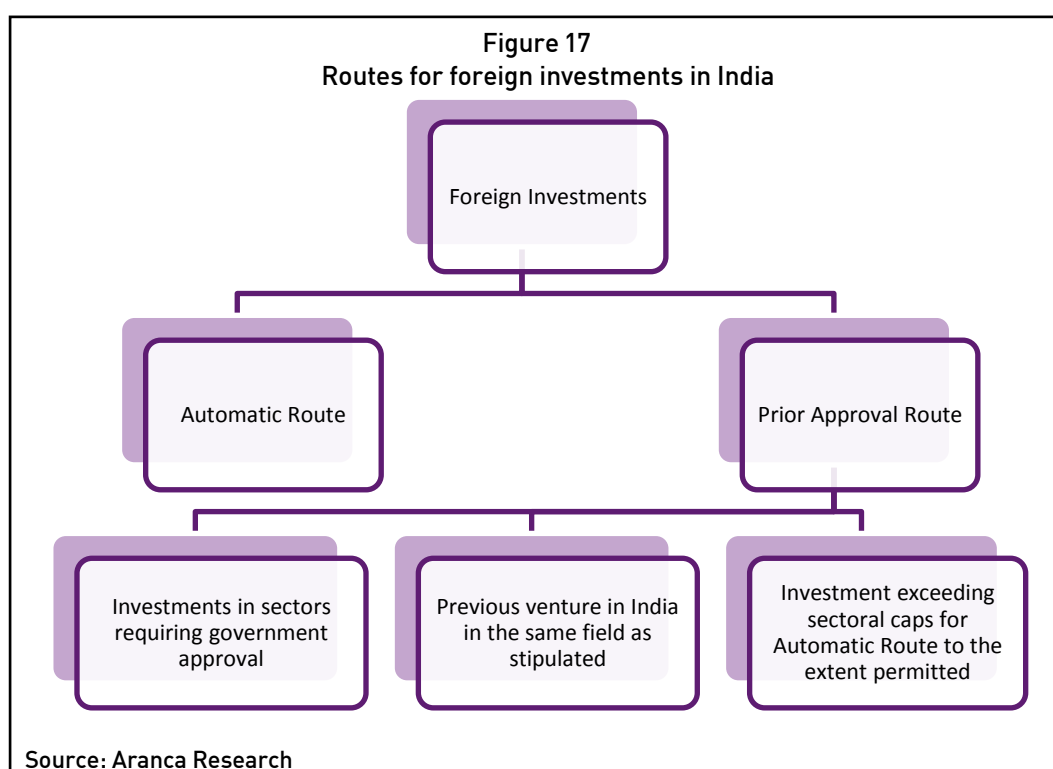 Figure 17
Routes for foreign investments in India
Foreign Investments
Automatic Route
Prior Approval Route
Investments in sectors
requiring government
approval
Previous venture in India
in the same field as
stipulated
Investment exceeding
sectoral caps for
Automatic Route to the
extent permitted
Source: Aranca Research